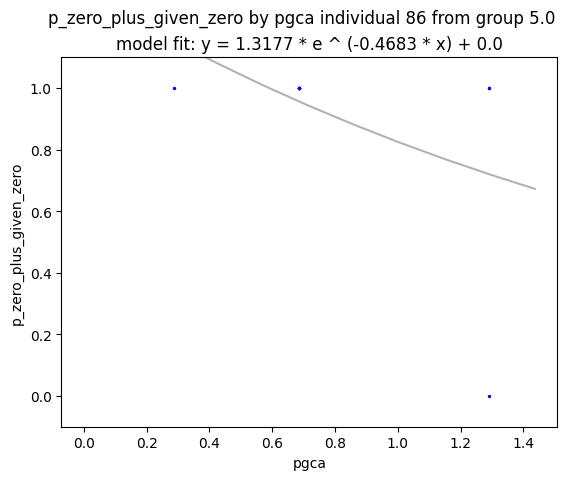 p_zero_plus_given_zero by pgca individual 86 from group 5.0
model fit: y = 1.3177 * e ^ (-0.4683 * x) + 0.0
1.0
0.8
0.6
0.4
0.2
0.0
p_zero_plus_given_zero
0.0 0.2 0.4 0.6 0.8 1.0 1.2 1.4
pgca